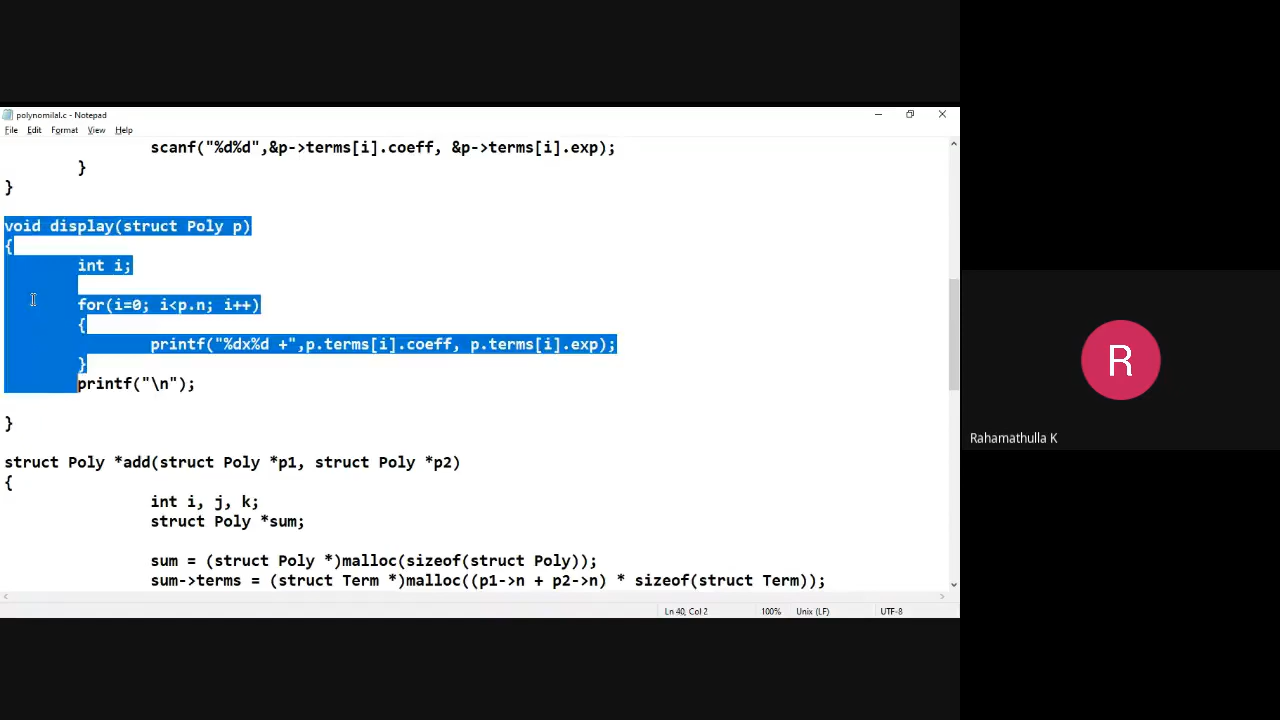 polynomilal.c - Notepad
File Edit Format View Help
scanf("%d%d",&p->terms[i].coeff, &p->terms[i].exp);
}
}
void display(struct Poly p)
{
int i;
for(i=0; i<p.n; i++)
{
printf("%dx%d +",p.terms[i].coeff, p.terms[i].exp);
}
printf("\n");
}
struct Poly *add(struct Poly *p1, struct Poly *p2)
{
int i, j, k;
struct Poly *sum;
sum = (struct Poly *)malloc(sizeof(struct Poly));
sum->terms = (struct Term *)malloc((p1->n + p2->n) * sizeof(struct Term));
Ln 40, Col 2 100% Unix (LF) UTF-8
R
Rahamathulla K